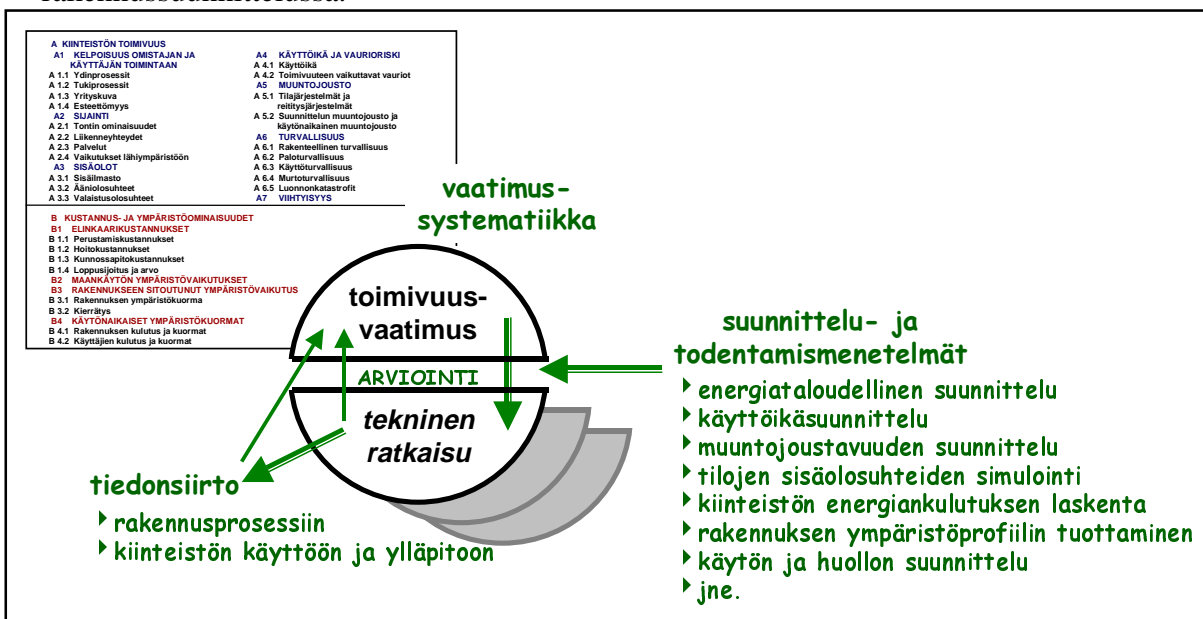 rakennussuunnittelussa.
A KIINTEISTÖN TOIMIVUUS
A1 KELPOISUUS OMISTAJAN JA
KÄYTTÄJÄN TOIMINTAAN
A 1.1 Ydinprosessit
A 1.2 Tukiprosessit
A 1.3 Yrityskuva
A 1.4 Esteettömyys
A2 SIJAINTI
A 2.1 Tontin ominaisuudet
A 2.2 Liikenneyhteydet
A 2.3 Palvelut
A 2.4 Vaikutukset lähiympäristöön
A3 SISÄOLOT
A 3.1 Sisäilmasto
A 3.2 Ääniolosuhteet
A 3.3 Valaistusolosuhteet
A4 KÄYTTÖIKÄ JA VAURIORISKI
A 4.1 Käyttöikä
A 4.2 Toimivuuteen vaikuttavat vauriot
A5 MUUNTOJOUSTO
A 5.1 Tilajärjestelmät ja
reititysjärjestelmät
A 5.2 Suunnittelun muuntojousto ja
käytönaikainen muuntojousto
A6 TURVALLISUUS
A 6.1 Rakenteellinen turvallisuus
A 6.2 Paloturvallisuus
A 6.3 Käyttöturvallisuus
A 6.4 Murtoturvallisuus
A 6.5 Luonnonkatastrofit
A7 VIIHTYISYYS
B KUSTANNUS- JA YMPÄRISTÖOMINAISUUDET
B1 ELINKAARIKUSTANNUKSET
B 1.1 Perustamiskustannukset
B 1.2 Hoitokustannukset
B 1.3 Kunnossapitokustannukset
B 1.4 Loppusijoitus ja arvo
B2 MAANKÄYTÖN YMPÄRISTÖVAIKUTUKSET
B3 RAKENNUKSEEN SITOUTUNUT YMPÄRISTÖVAIKUTUS
B 3.1 Rakennuksen ympäristökuorma
B 3.2 Kierrätys
B4 KÄYTÖNAIKAISET YMPÄRISTÖKUORMAT
B 4.1 Rakennuksen kulutus ja kuormat
B 4.2 Käyttäjien kulutus ja kuormat
vaatimus-
systematiikka
toimivuus-
vaatimus
ARVIOINTI
tekninen
ratkaisu
tiedonsiirto
rakennusprosessiin
kiinteistön käyttöön ja ylläpitoon
suunnittelu- ja
todentamismenetelmät
energiataloudellinen suunnittelu
käyttöikäsuunnittelu
muuntojoustavuuden suunnittelu
tilojen sisäolosuhteiden simulointi
kiinteistön energiankulutuksen laskenta
rakennuksen ympäristöprofiilin tuottaminen
käytön ja huollon suunnittelu
jne.